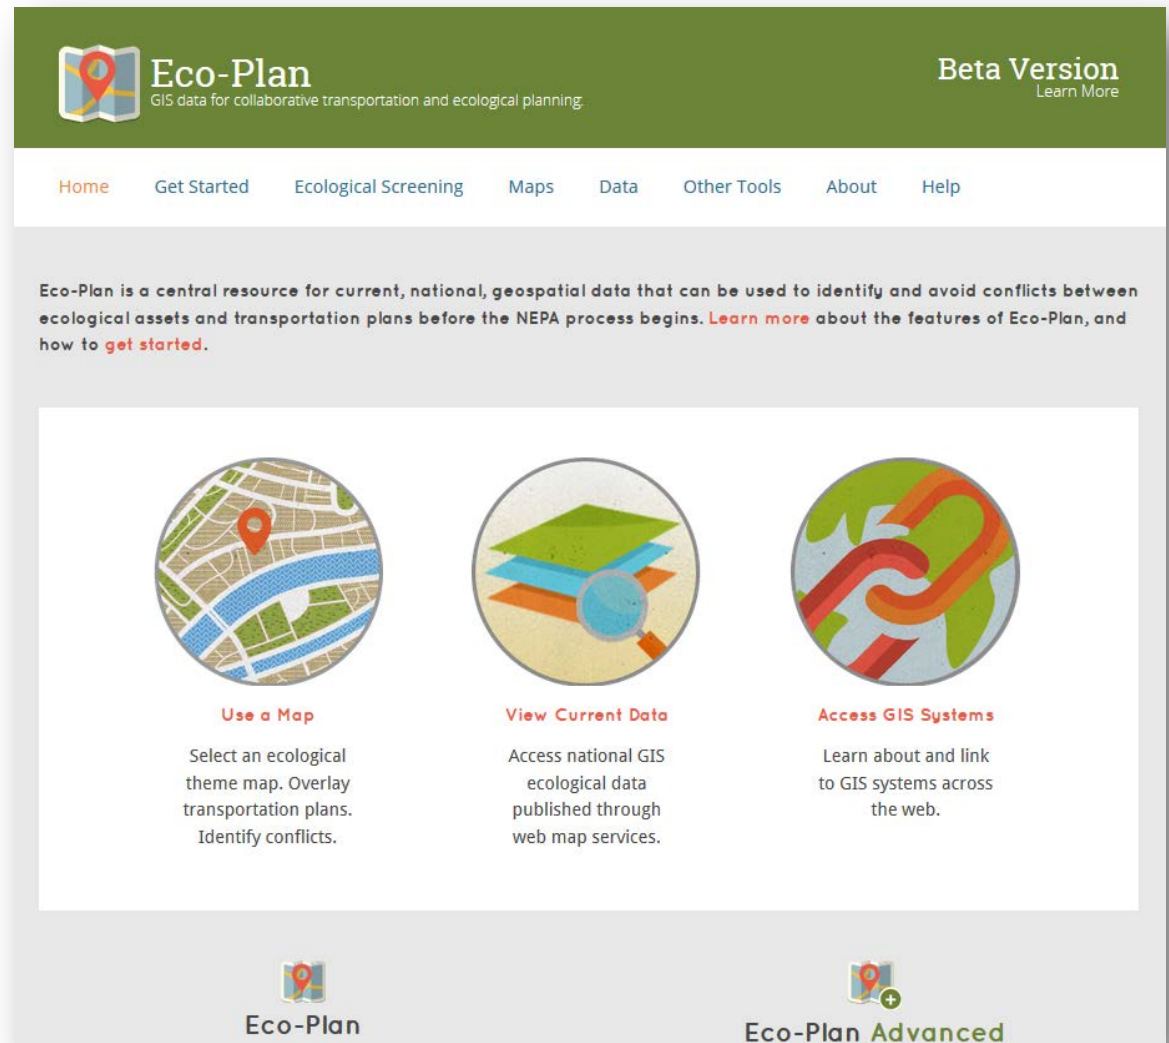 Eco-Plan
GIS data for collaborative transportation and ecological planning.
Beta Version
Learn More
Home Get Started Ecological Screening Maps Data Other Tools About Help
Eco-Plan is a central resource for current, national, geospatial data that can be used to identify and avoid conflicts between
ecological assets and transportation plans before the NEPA process begins. Learn more about the features of Eco-Plan, and
how to get started.
Use a Map
Select an ecological
theme map. Overlay
transportation plans.
Identify conflicts.
View Current Data
Access national GIS
ecological data
published through
web map services.
Access GIS Systems
Learn about and link
to GIS systems across
the web.
Eco-Plan
Eco-Plan Advanced